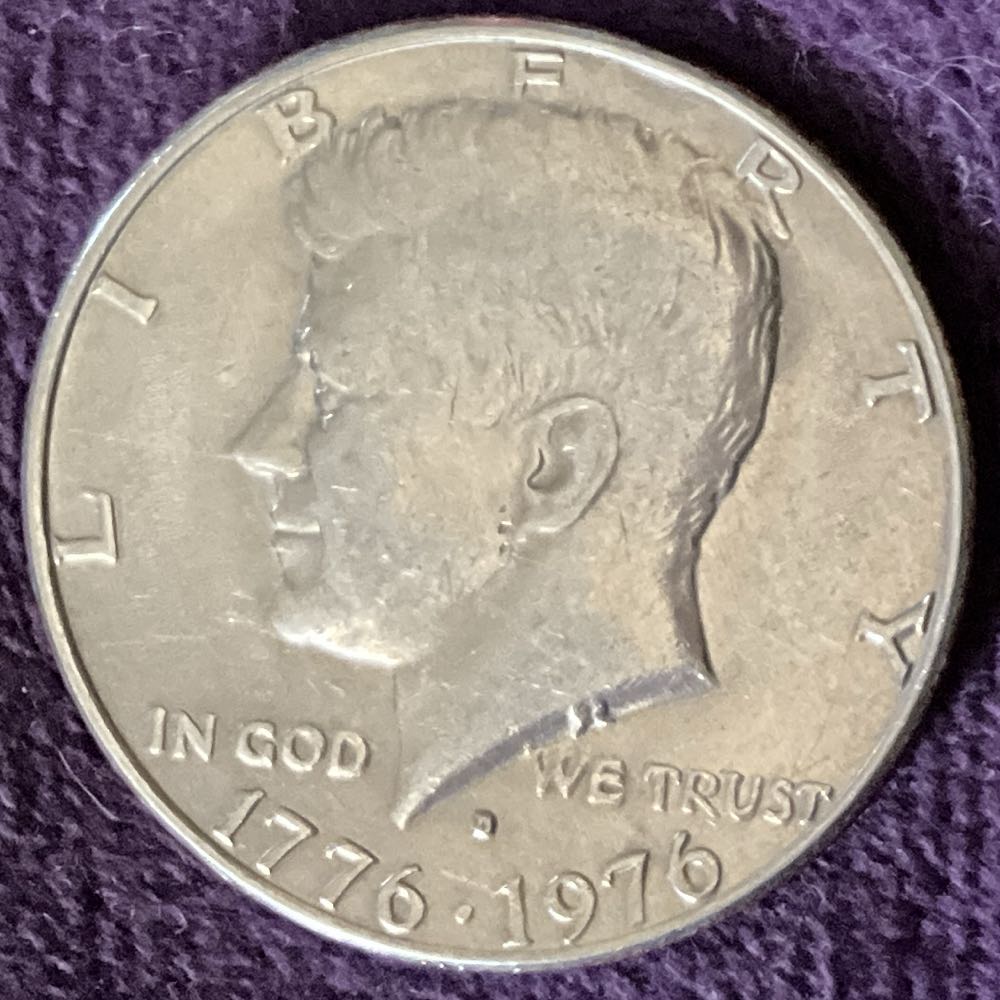 LIBERTY
IN GOD WE TRUST
D
1776 · 1976